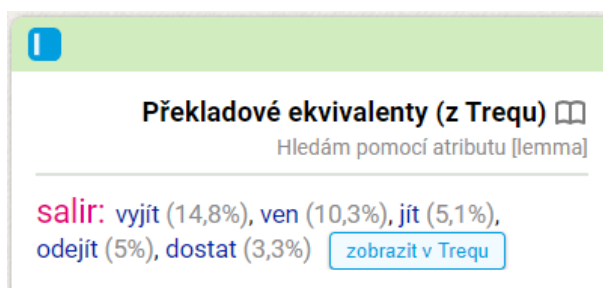 Překladové ekvivalenty (z Trequ)
Hledám pomocí atributu [lemma]
salir: vyjít (14,8%), ven (10,3%), jít (5,1%),
odejít (5%), dostat (3,3%) zobrazit v Trequ